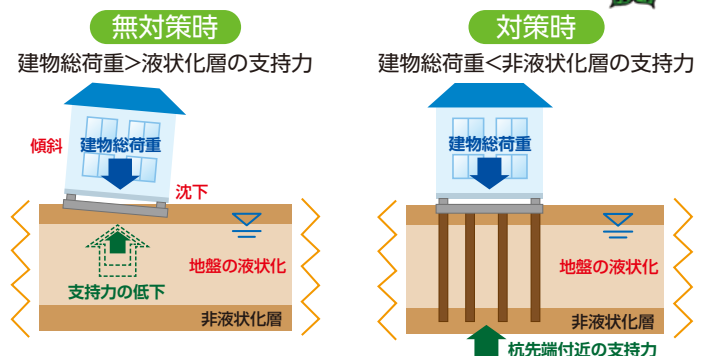 無対策時
建物総荷重>液状化層の支持力
傾斜
建物総荷重
沈下
地盤の液状化
支持力の低下
非液状化層
対策時
建物総荷重<非液状化層の支持力
建物総荷重
地盤の液状化
非液状化層
杭先端付近の支持力